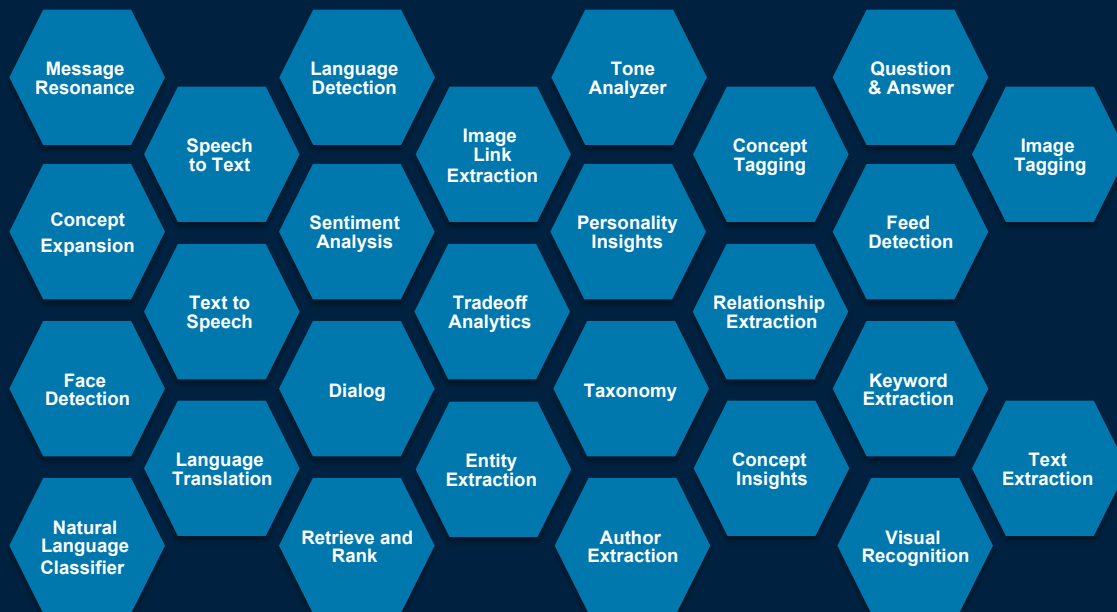 Message
Resonance
Language
Detection
Tone
Analyzer
Question
& Answer
Speech
to Text
Image
Link
Extraction
Concept
Tagging
Image
Tagging
Concept
Expansion
Sentiment
Analysis
Personality
Insights
Feed
Detection
Text to
Speech
Tradeoff
Analytics
Relationship
Extraction
Face
Detection
Dialog
Taxonomy
Keyword
Extraction
Language
Translation
Entity
Extraction
Concept
Insights
Text
Extraction
Natural
Language
Classifier
Retrieve and
Rank
Author
Extraction
Visual
Recognition